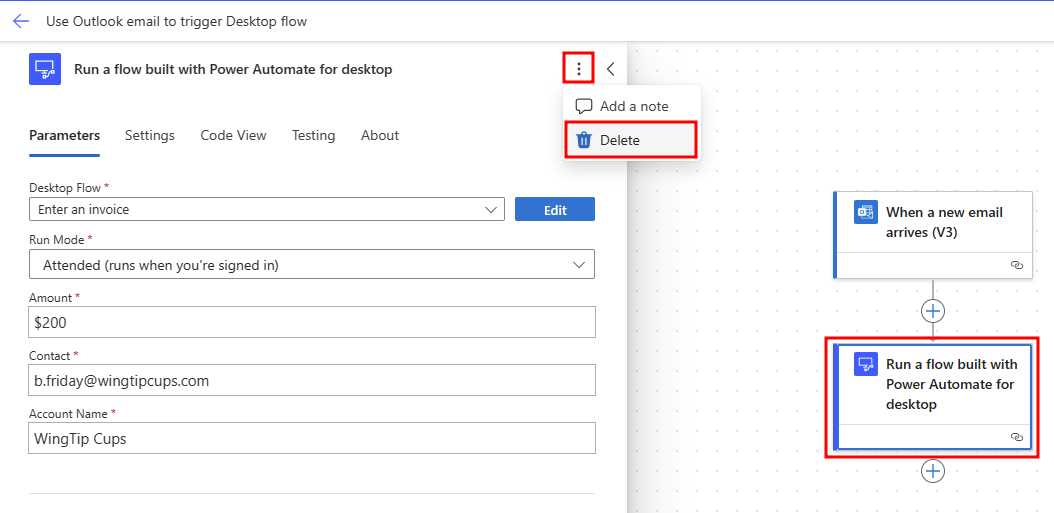 Use Outlook email to trigger Desktop flow
Run a flow built with Power Automate for desktop
Add a note
Delete
Parameters Settings Code View Testing About
Desktop Flow *
Enter an invoice Edit
Run Mode *
Attended (runs when you're signed in)
Amount *
$200
Contact *
b.friday@wingtipcups.com
Account Name *
WingTip Cups
When a new email
arrives (V3)
Run a flow built with
Power Automate for
desktop